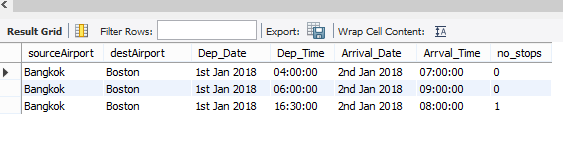 Result Grid Filter Rows: Export: Wrap Cell Content: IA
sourceAirport destAirport Dep_Date Dep_Time Arrival_Date Arrval_Time no_stops
Bangkok Boston 1st Jan 2018 04:00:00 2nd Jan 2018 07:00:00 0
Bangkok Boston 1st Jan 2018 06:00:00 2nd Jan 2018 09:00:00 0
Bangkok Boston 1st Jan 2018 16:30:00 2nd Jan 2018 08:00:00 1